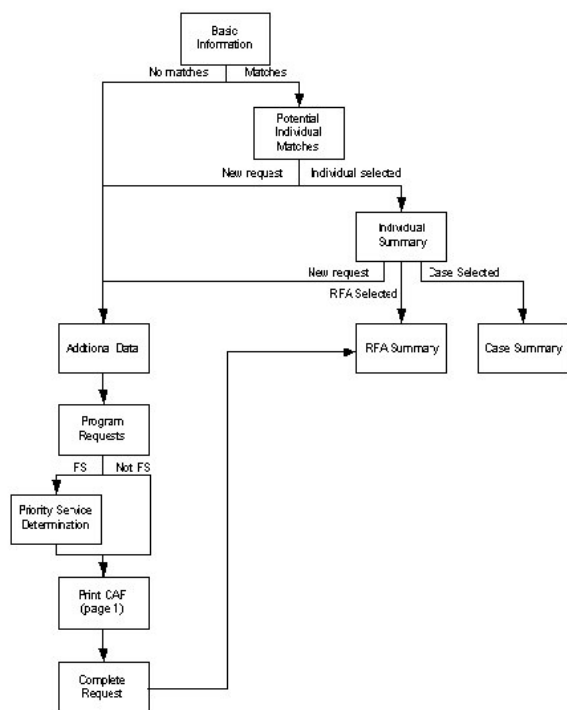 Basic
Information
No matches
Matches
Potential
Individual
Matches
New request
Individual selected
Individual
Summary
New request
Case Selected
RFA Selected
Addtional Data
RFA Summary
Case Summary
Program
Requests
FS
Not FS
Priority Service
Determination
Print CAF
(page 1)
Complete
Request